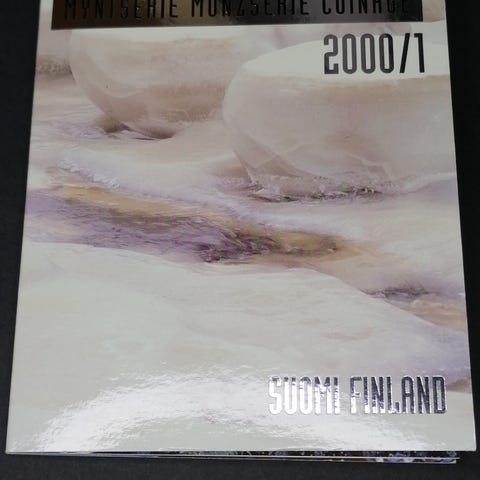 MYNTSERIE MÜNZSERIE COINAGE
2000/1
SUOMI FINLAND